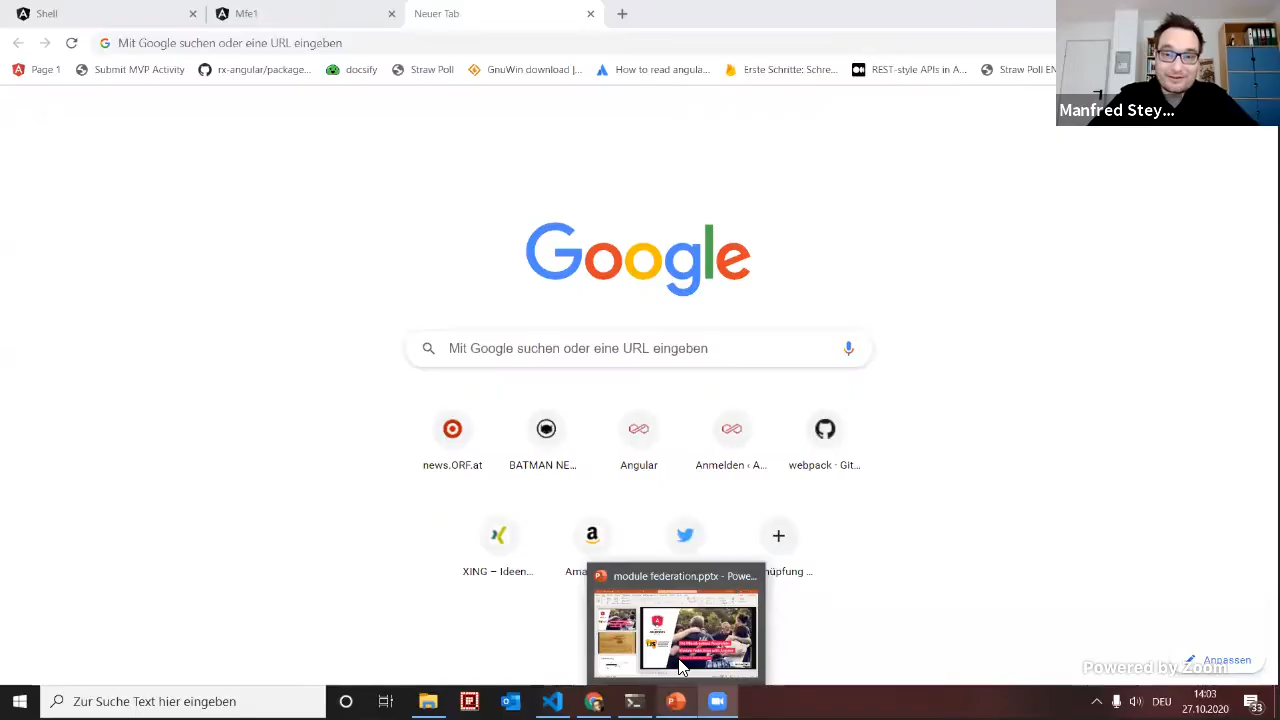 Shell
Mfe1
Neuer Tab
Mit Google suchen oder eine URL eingeben
Page 1
Submit MVP Activity
rx-angular/package...
docsify
Straw Poll
GnuWin download |...
How to read angula...
Erste Schritte: Schre...
REST-style APIs in A...
Straw Poll EN
Manfred Stey...
Google
Mit Google suchen oder eine URL eingeben
news.ORF.at
BATMAN NE...
Angular
Anmelden ‹ A...
webpack · Git...
XING – Ideen...
Ama
nüpfung ...
module federation.pptx - Powe...
Anpassen
Powered by Zoom
Zur Suche Text hier eingeben
DEU
14:03
27.10.2020
33